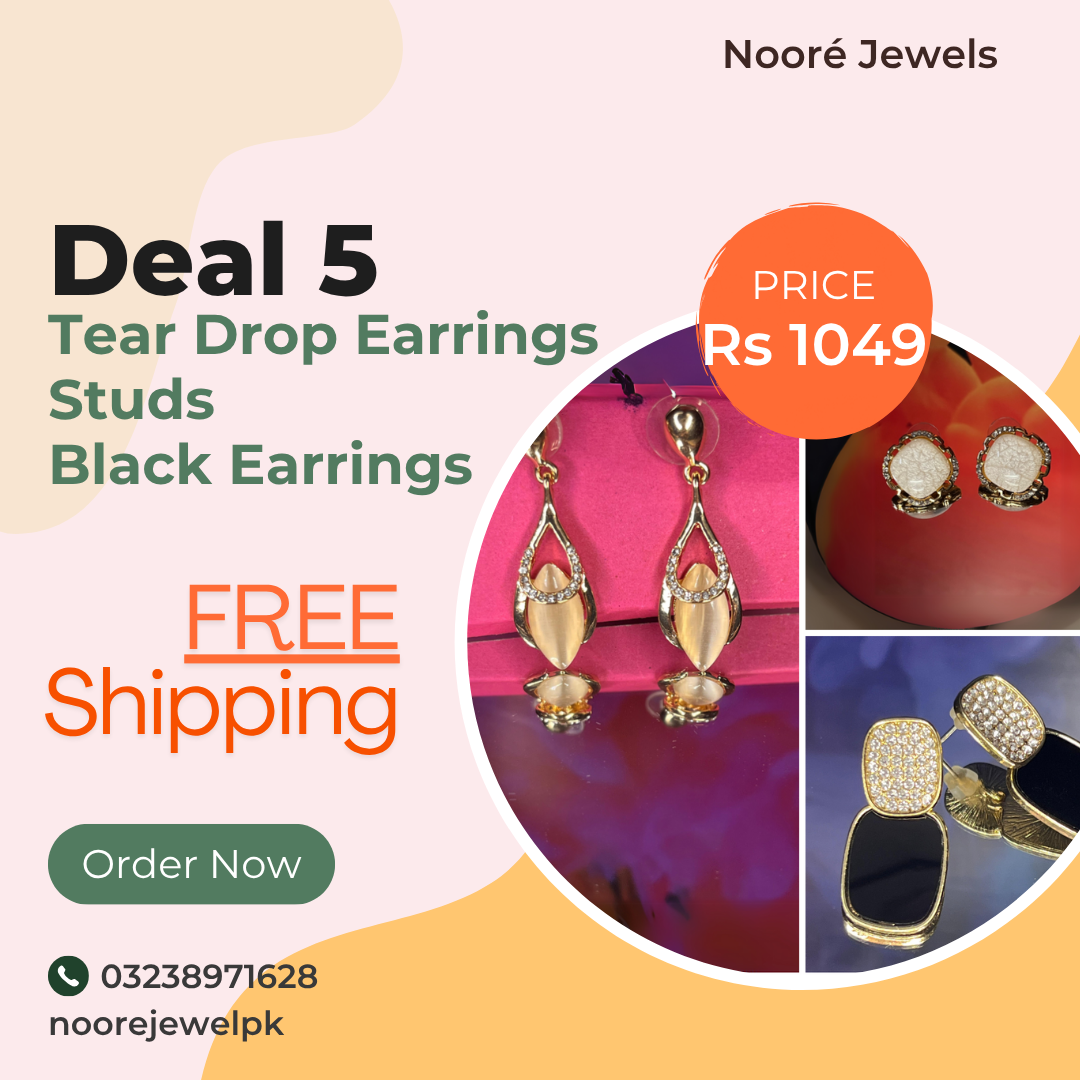 Nooré Jewels
Deal 5
Tear Drop Earrings
Studs
Black Earrings
PRICE
Rs 1049
FREE
Shipping
Order Now
03238971628
noorejewelpk